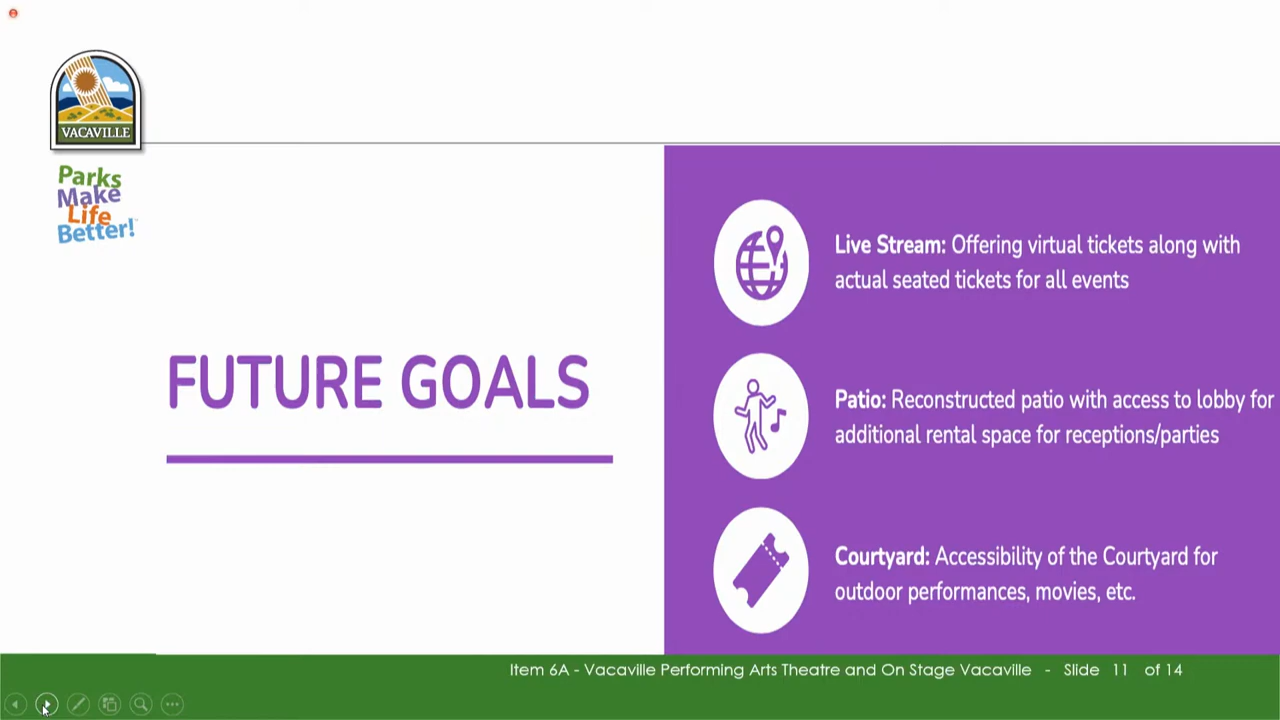 VACAVILLE
Parks
Make
Life
Better!
FUTURE GOALS
Live Stream: Offering virtual tickets along with
actual seated tickets for all events
Patio: Reconstructed patio with access to lobby for
additional rental space for receptions/parties
Courtyard: Accessibility of the Courtyard for
outdoor performances, movies, etc.
Item 6A - Vacaville Performing Arts Theatre and On Stage Vacaville - Slide 11 of 14